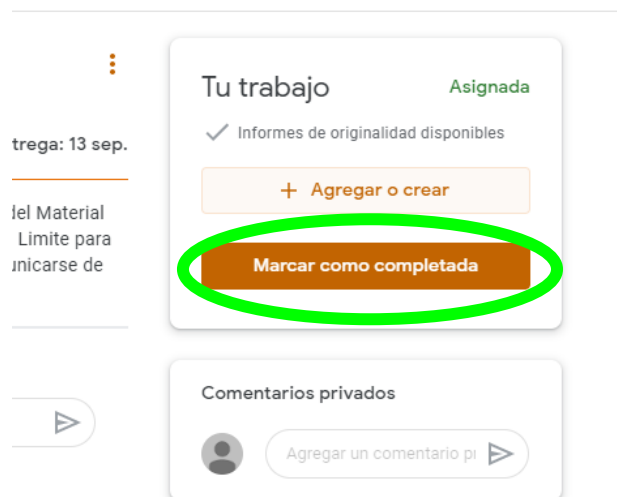 Tu trabajo
Asignada
Informes de originalidad disponibles
trega: 13 sep.
+ Agregar o crear
del Material
Limite para
unicarse de
Marcar como completada
Comentarios privados
Agregar un comentario